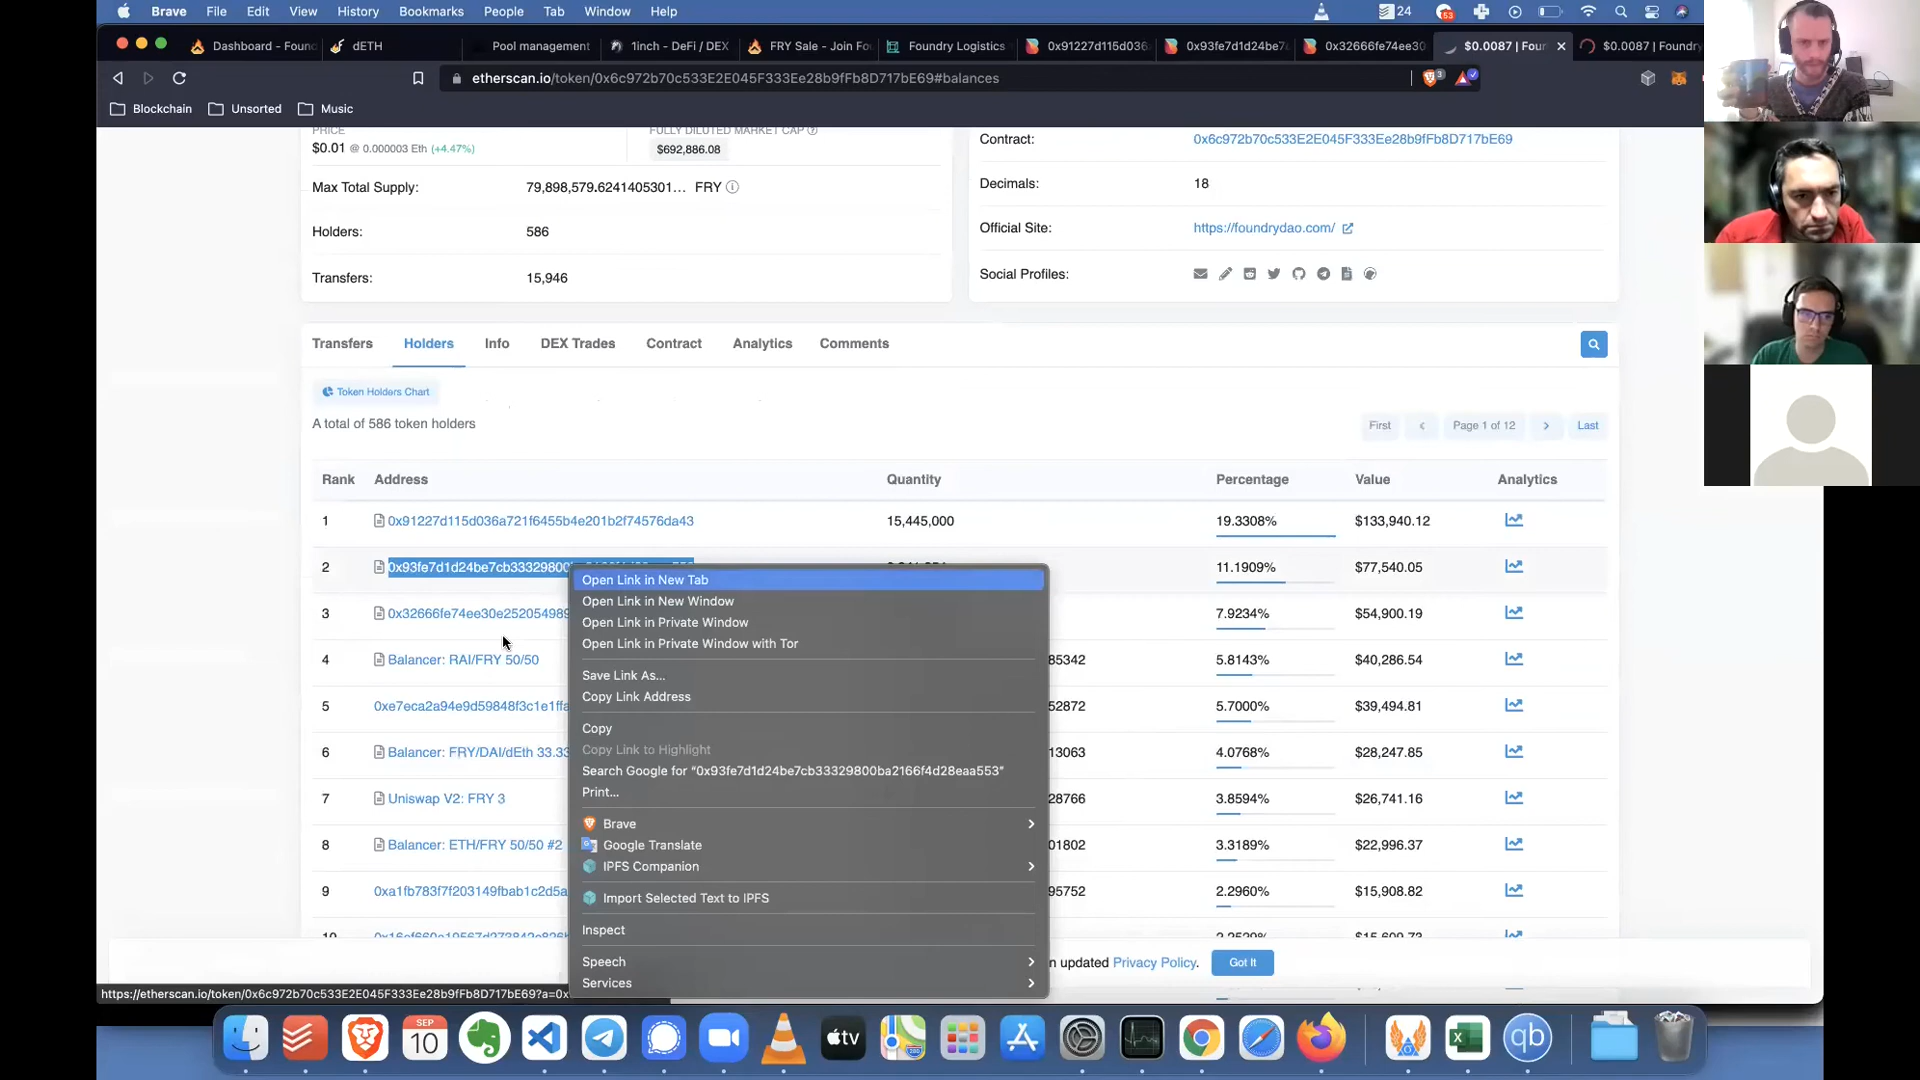 Brave File Edit View History Bookmarks People Tab Window Help 24 53
Dashboard - Foun
dETH
Pool management
1inch - DeFi / DEX
FRY Sale - Join Fo
Foundry Logistics
0x91227d115d036
0x93fe7d1d24be7
0x32666fe74ee30
$0.0087 | Foun
$0.0087 | Foundry
etherscan.io/token/0x6c972b70c533E2E045F333Ee28b9fFb8D717bE69#balances
Blockchain Unsorted Music
PRICE
$0.01 @ 0.000003 Eth (+4.47%)
FULLY DILUTED MARKET CAP
$692,886.08
Max Total Supply: 79,898,579.6241405301... FRY
Holders: 586
Transfers: 15,946
Contract: 0x6c972b70c533E2E045F333Ee28b9fFb8D717bE69
Decimals: 18
Official Site: https://foundrydao.com/
Social Profiles:
Transfers Holders Info DEX Trades Contract Analytics Comments
Token Holders Chart
A total of 586 token holders
First Page 1 of 12 Last
Rank Address Quantity Percentage Value Analytics
1 0x91227d115d036a721f6455b4e201b2f74576da43 15,445,000 19.3308% $133,940.12
2 0x93fe7d1d24be7cb33329800 11.1909% $77,540.05
3 0x32666fe74ee30e252054989 7.9234% $54,900.19
4 Balancer: RAI/FRY 50/50 85342 5.8143% $40,286.54
5 0xe7eca2a94e9d59848f3c1e1ffa 52872 5.7000% $39,494.81
6 Balancer: FRY/DAI/dEth 33.33 13063 4.0768% $28,247.85
7 Uniswap V2: FRY 3 28766 3.8594% $26,741.16
8 Balancer: ETH/FRY 50/50 #2 01802 3.3189% $22,996.37
9 0xa1fb783f7f203149fbab1c2d5a 95752 2.2960% $15,908.82
Open Link in New Tab
Open Link in New Window
Open Link in Private Window
Open Link in Private Window with Tor
Save Link As...
Copy Link Address
Copy
Copy Link to Highlight
Search Google for "0x93fe7d1d24be7cb33329800ba2166f4d28eaa553"
Print...
Brave
Google Translate
IPFS Companion
Import Selected Text to IPFS
Inspect
Speech
Services
n updated Privacy Policy. Got It
https://etherscan.io/token/0x6c972b70c533E2E045F333Ee28b9fFb8D717bE69?a=0x
SEP
10
tv
qb